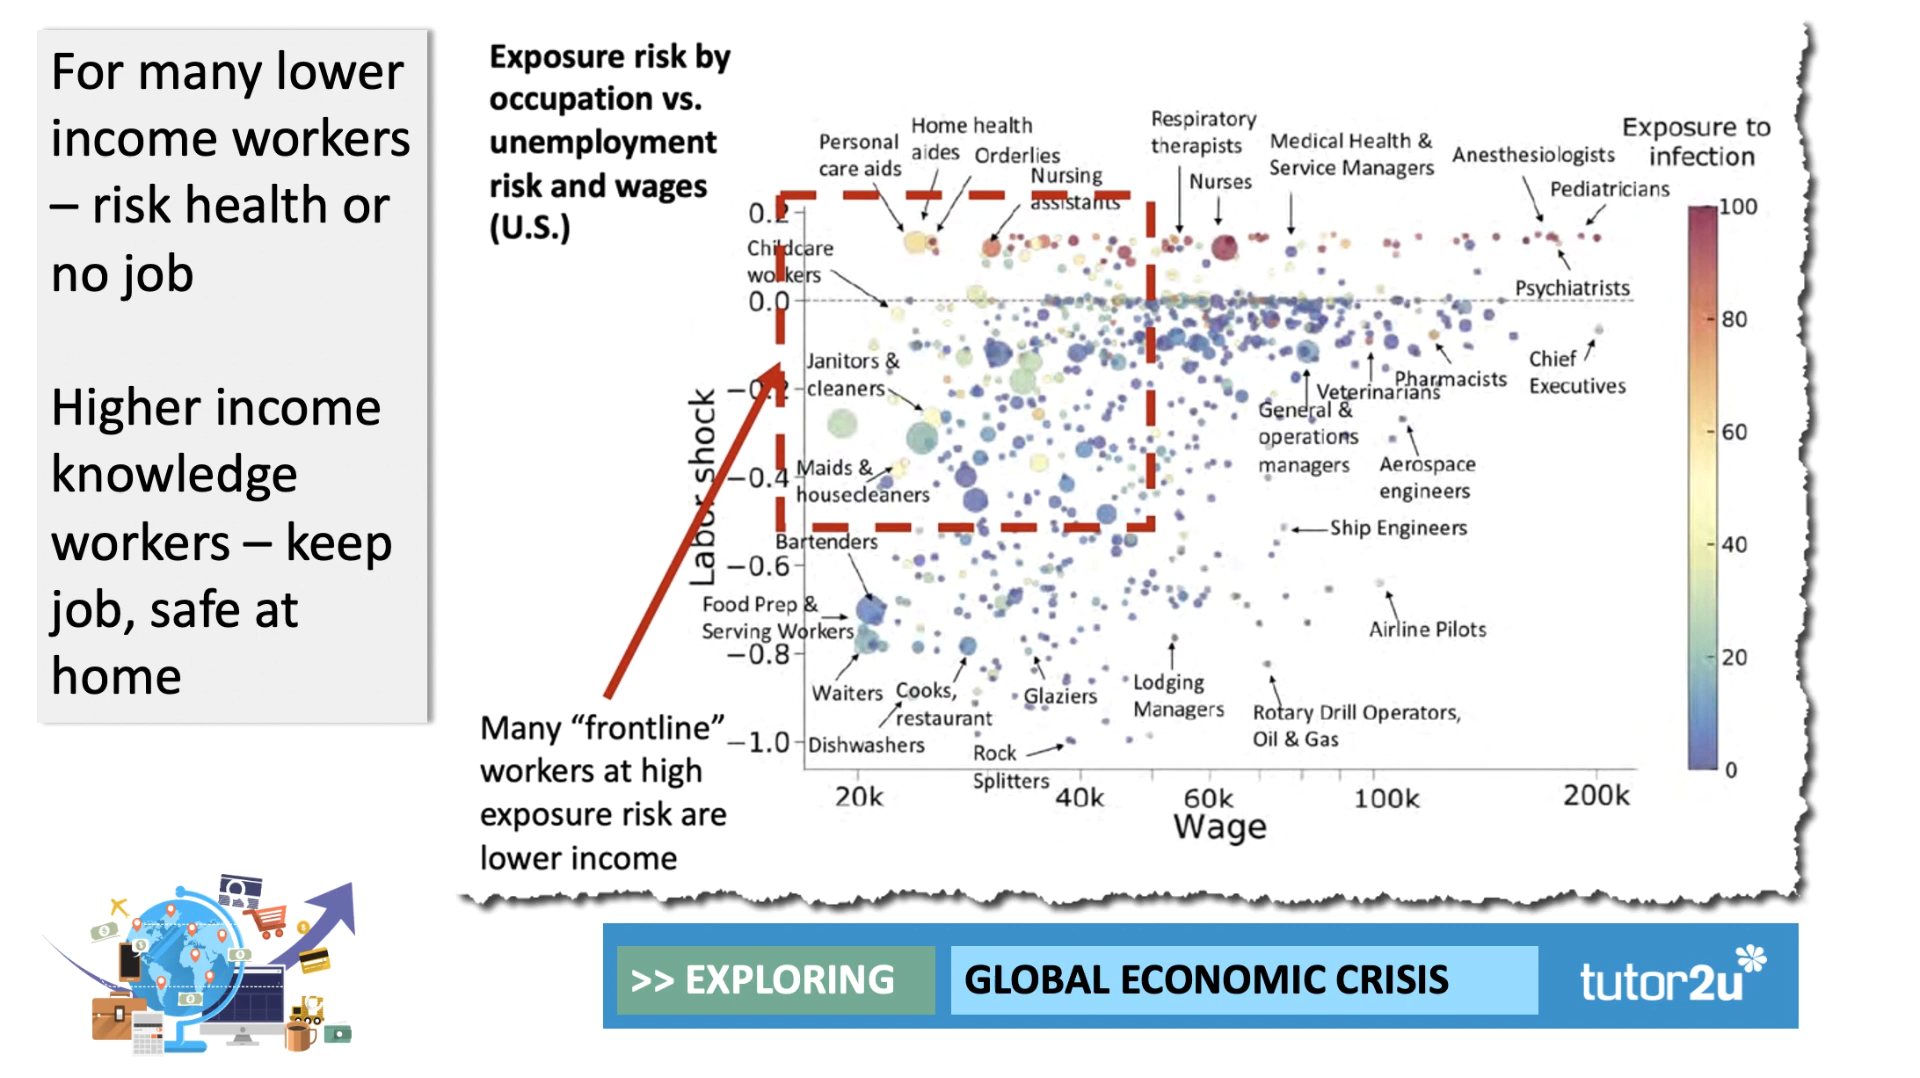 For many lower
income workers
– risk health or
no job
Higher income
knowledge
workers – keep
job, safe at
home
Exposure risk by
occupation vs.
unemployment
risk and wages
(U.S.)
Many “frontline”
workers at high
exposure risk are
lower income
Personal
care aids
Home health
aides
Orderlies
Nursing
assistants
Respiratory
therapists
Nurses
Medical Health &
Service Managers
Anesthesiologists
Pediatricians
Psychiatrists
Childcare
workers
Janitors &
cleaners
Maids &
housecleaners
Bartenders
Food Prep &
Serving Workers
Waiters
Cooks,
restaurant
Dishwashers
Glaziers
Rock
Splitters
Lodging
Managers
Rotary Drill Operators,
Oil & Gas
Airline Pilots
Ship Engineers
Aerospace
engineers
General &
operations
managers
Veterinarians
Pharmacists
Chief
Executives
Labor shock
0.2
0.0
−0.2
−0.4
−0.6
−0.8
−1.0
20k
40k
60k
100k
200k
Wage
Exposure to
infection
100
80
60
40
20
0
>> EXPLORING
GLOBAL ECONOMIC CRISIS
tutor2u